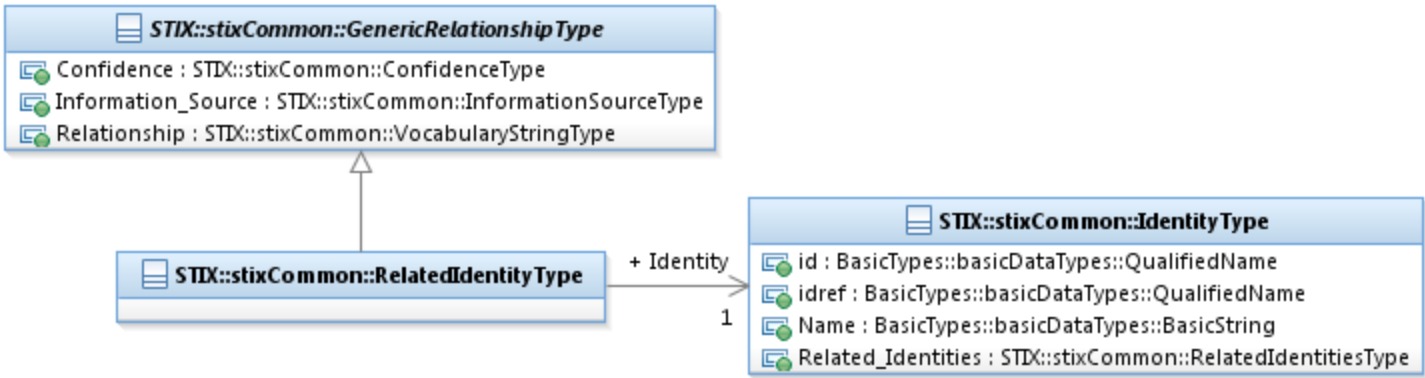 STIX::stixCommon::GenericRelationshipType
Confidence : STIX::stixCommon::ConfidenceType
Information_Source : STIX::stixCommon::InformationSourceType
Relationship : STIX::stixCommon::VocabularyStringType
STIX::stixCommon::RelatedIdentityType
+ Identity
1
STIX::stixCommon::IdentityType
id : BasicTypes::basicDataTypes::QualifiedName
idref : BasicTypes::basicDataTypes::QualifiedName
Name : BasicTypes::basicDataTypes::BasicString
Related_Identities : STIX::stixCommon::RelatedIdentitiesType